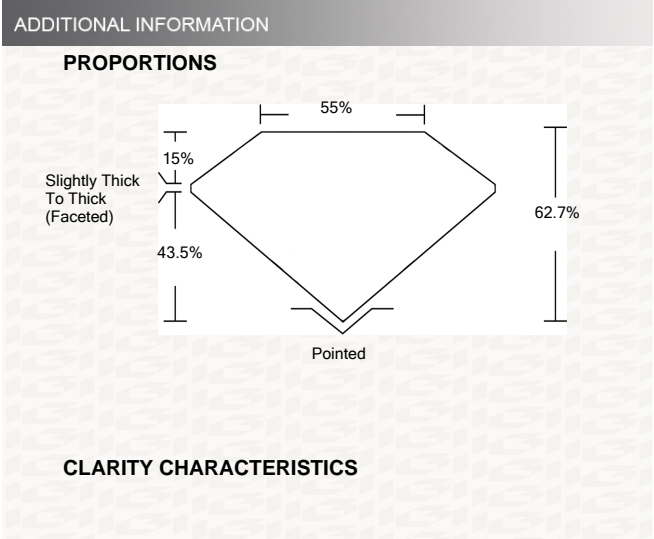 ADDITIONAL INFORMATION
PROPORTIONS
55%
15%
Slightly Thick
To Thick
(Faceted)
62.7%
43.5%
Pointed
CLARITY CHARACTERISTICS